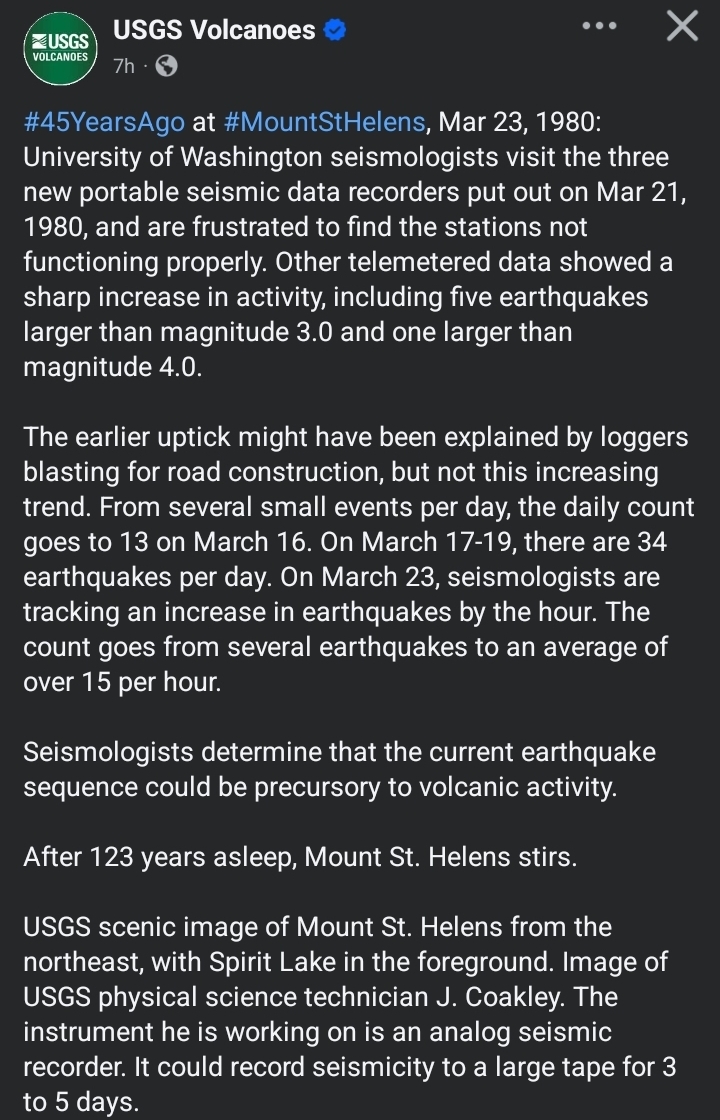 USGS
VOLCANOES
USGS Volcanoes
7h ·
#45YearsAgo at #MountStHelens, Mar 23, 1980:
University of Washington seismologists visit the three
new portable seismic data recorders put out on Mar 21,
1980, and are frustrated to find the stations not
functioning properly. Other telemetered data showed a
sharp increase in activity, including five earthquakes
larger than magnitude 3.0 and one larger than
magnitude 4.0.
The earlier uptick might have been explained by loggers
blasting for road construction, but not this increasing
trend. From several small events per day, the daily count
goes to 13 on March 16. On March 17-19, there are 34
earthquakes per day. On March 23, seismologists are
tracking an increase in earthquakes by the hour. The
count goes from several earthquakes to an average of
over 15 per hour.
Seismologists determine that the current earthquake
sequence could be precursory to volcanic activity.
After 123 years asleep, Mount St. Helens stirs.
USGS scenic image of Mount St. Helens from the
northeast, with Spirit Lake in the foreground. Image of
USGS physical science technician J. Coakley. The
instrument he is working on is an analog seismic
recorder. It could record seismicity to a large tape for 3
to 5 days.